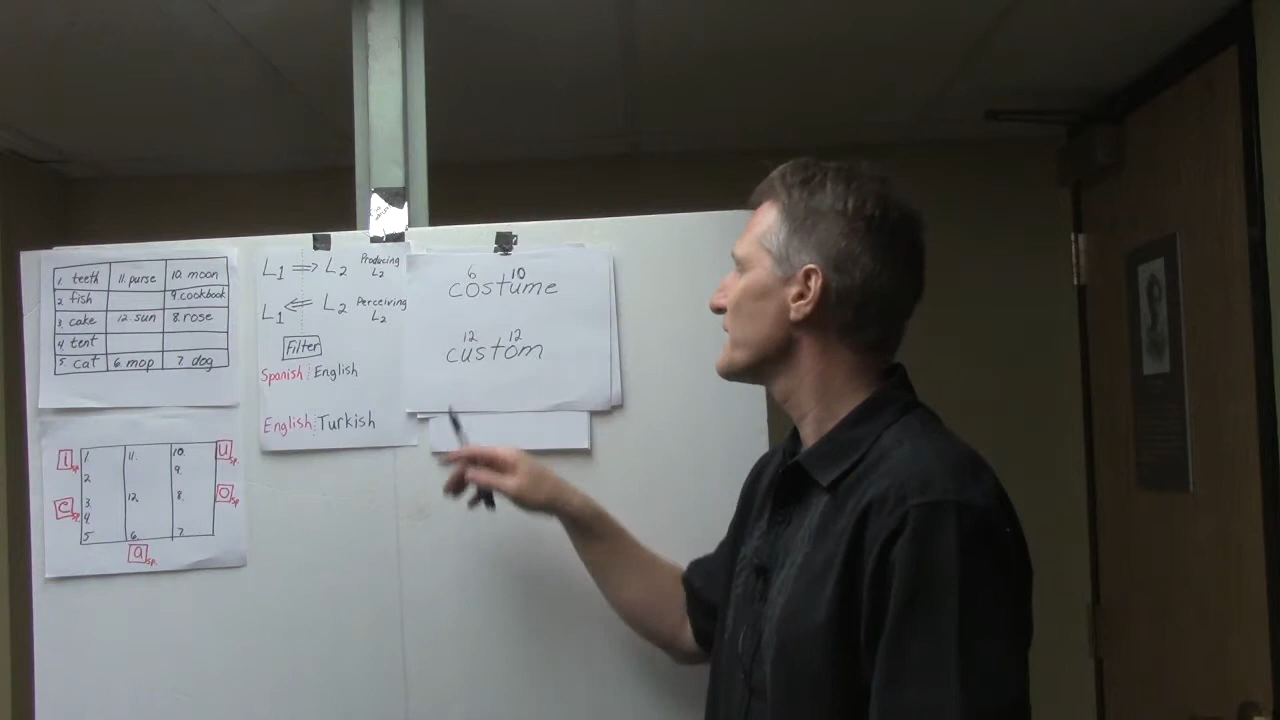 1. teeth 11. purse 10. moon
2 fish 9. cookbook
3. cake 12. sun 8. rose
4. tent
5. cat 6. mop 7. dog
i sp. 1. 11. 10. u sp.
2 9.
e sp. 3. 12. 8. o sp.
4.
5 6. 7.
a sp.
L1 ⇒ L2 Producing L2
L1 ⇐ L2 Perceiving L2
Filter
Spanish English
English Turkish
6 10
costume
12 12
custom